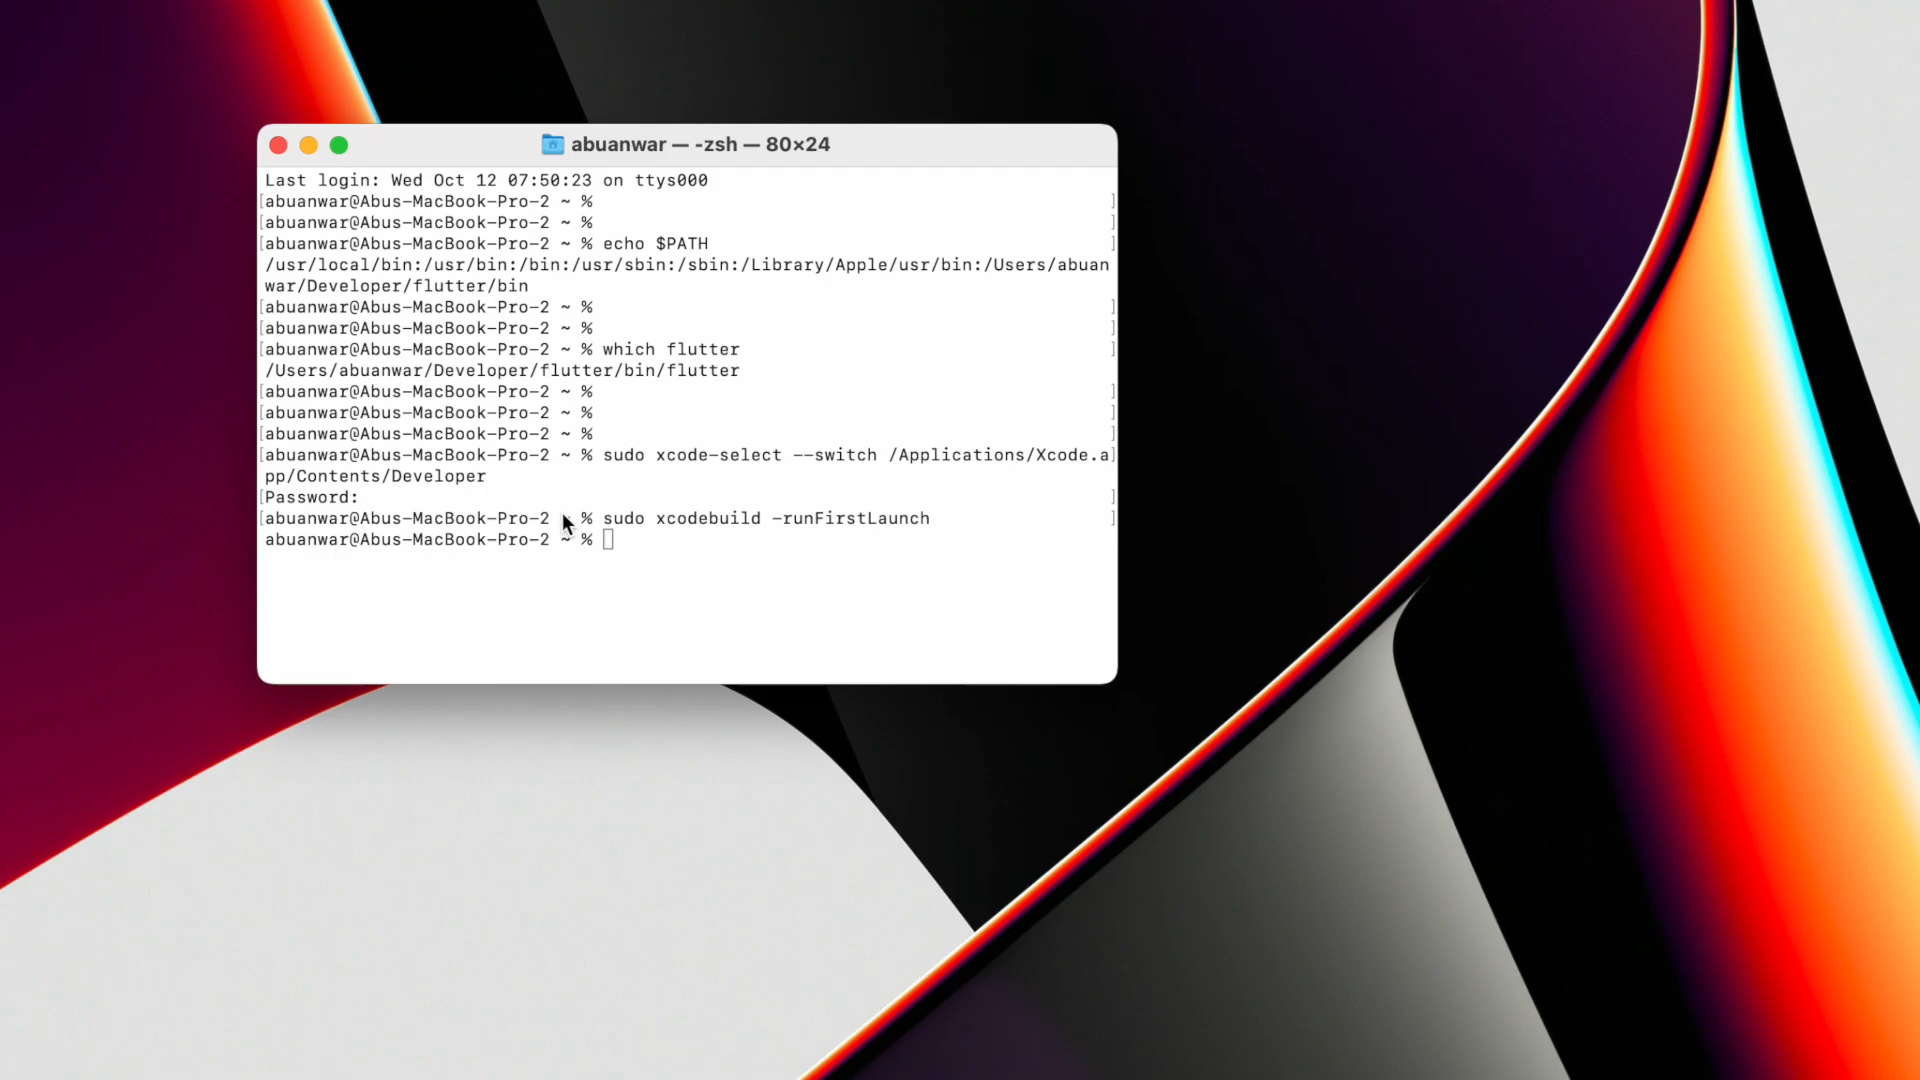 abuanwar — -zsh — 80×24
Last login: Wed Oct 12 07:50:23 on ttys000
[abuanwar@Abus-MacBook-Pro-2 ~ % ]
[abuanwar@Abus-MacBook-Pro-2 ~ % ]
[abuanwar@Abus-MacBook-Pro-2 ~ % echo $PATH ]
/usr/local/bin:/usr/bin:/bin:/usr/sbin:/sbin:/Library/Apple/usr/bin:/Users/abuan
war/Developer/flutter/bin
[abuanwar@Abus-MacBook-Pro-2 ~ % ]
[abuanwar@Abus-MacBook-Pro-2 ~ % ]
[abuanwar@Abus-MacBook-Pro-2 ~ % which flutter ]
/Users/abuanwar/Developer/flutter/bin/flutter
[abuanwar@Abus-MacBook-Pro-2 ~ % ]
[abuanwar@Abus-MacBook-Pro-2 ~ % ]
[abuanwar@Abus-MacBook-Pro-2 ~ % ]
[abuanwar@Abus-MacBook-Pro-2 ~ % sudo xcode-select --switch /Applications/Xcode.a]
pp/Contents/Developer
[Password: ]
[abuanwar@Abus-MacBook-Pro-2 ~ % sudo xcodebuild -runFirstLaunch ]
abuanwar@Abus-MacBook-Pro-2 ~ %